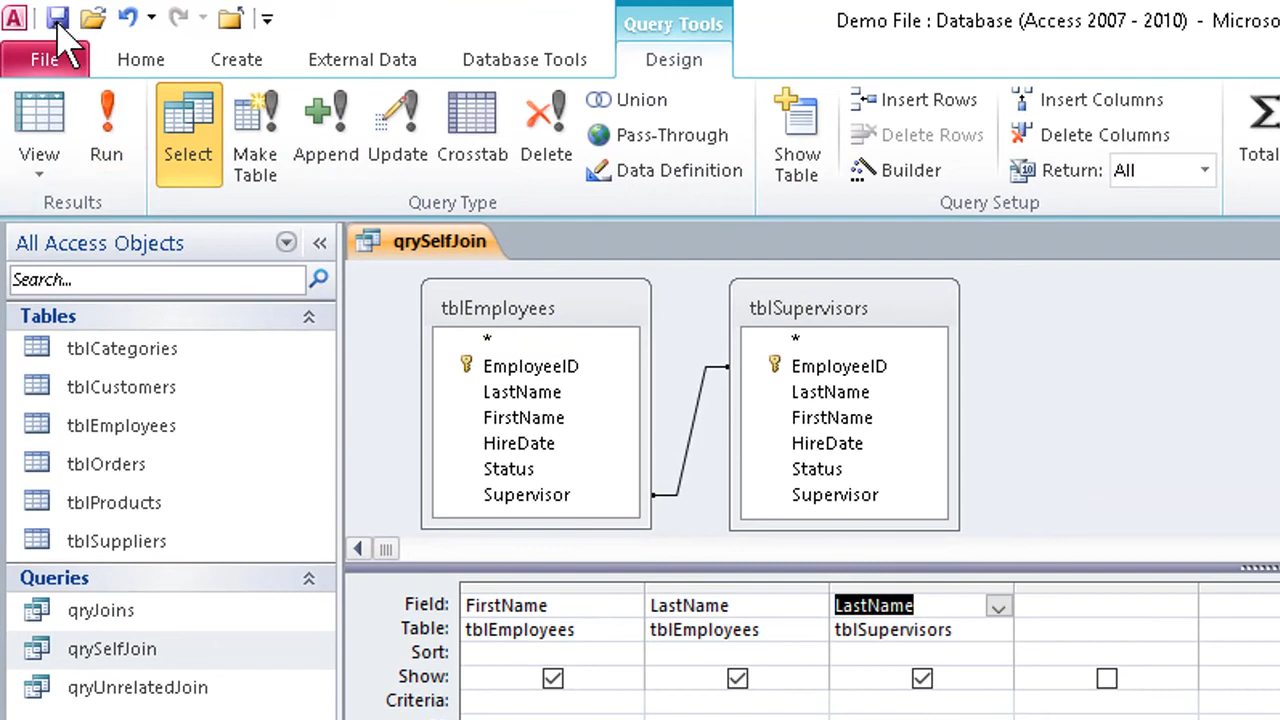 Demo File : Database (Access 2007 - 2010) - Microso
Query Tools
File Home Create External Data Database Tools Design
View
Run
Results
Select
Make Table
Append
Update
Crosstab
Delete
Union
Pass-Through
Data Definition
Query Type
Show Table
Insert Rows
Delete Rows
Builder
Insert Columns
Delete Columns
Return: All
Query Setup
Total
All Access Objects
Search...
Tables
tblCategories
tblCustomers
tblEmployees
tblOrders
tblProducts
tblSuppliers
Queries
qryJoins
qrySelfJoin
qryUnrelatedJoin
qrySelfJoin
tblEmployees
*
EmployeeID
LastName
FirstName
HireDate
Status
Supervisor
tblSupervisors
*
EmployeeID
LastName
FirstName
HireDate
Status
Supervisor
Field: FirstName LastName LastName
Table: tblEmployees tblEmployees tblSupervisors
Sort:
Show:
Criteria: